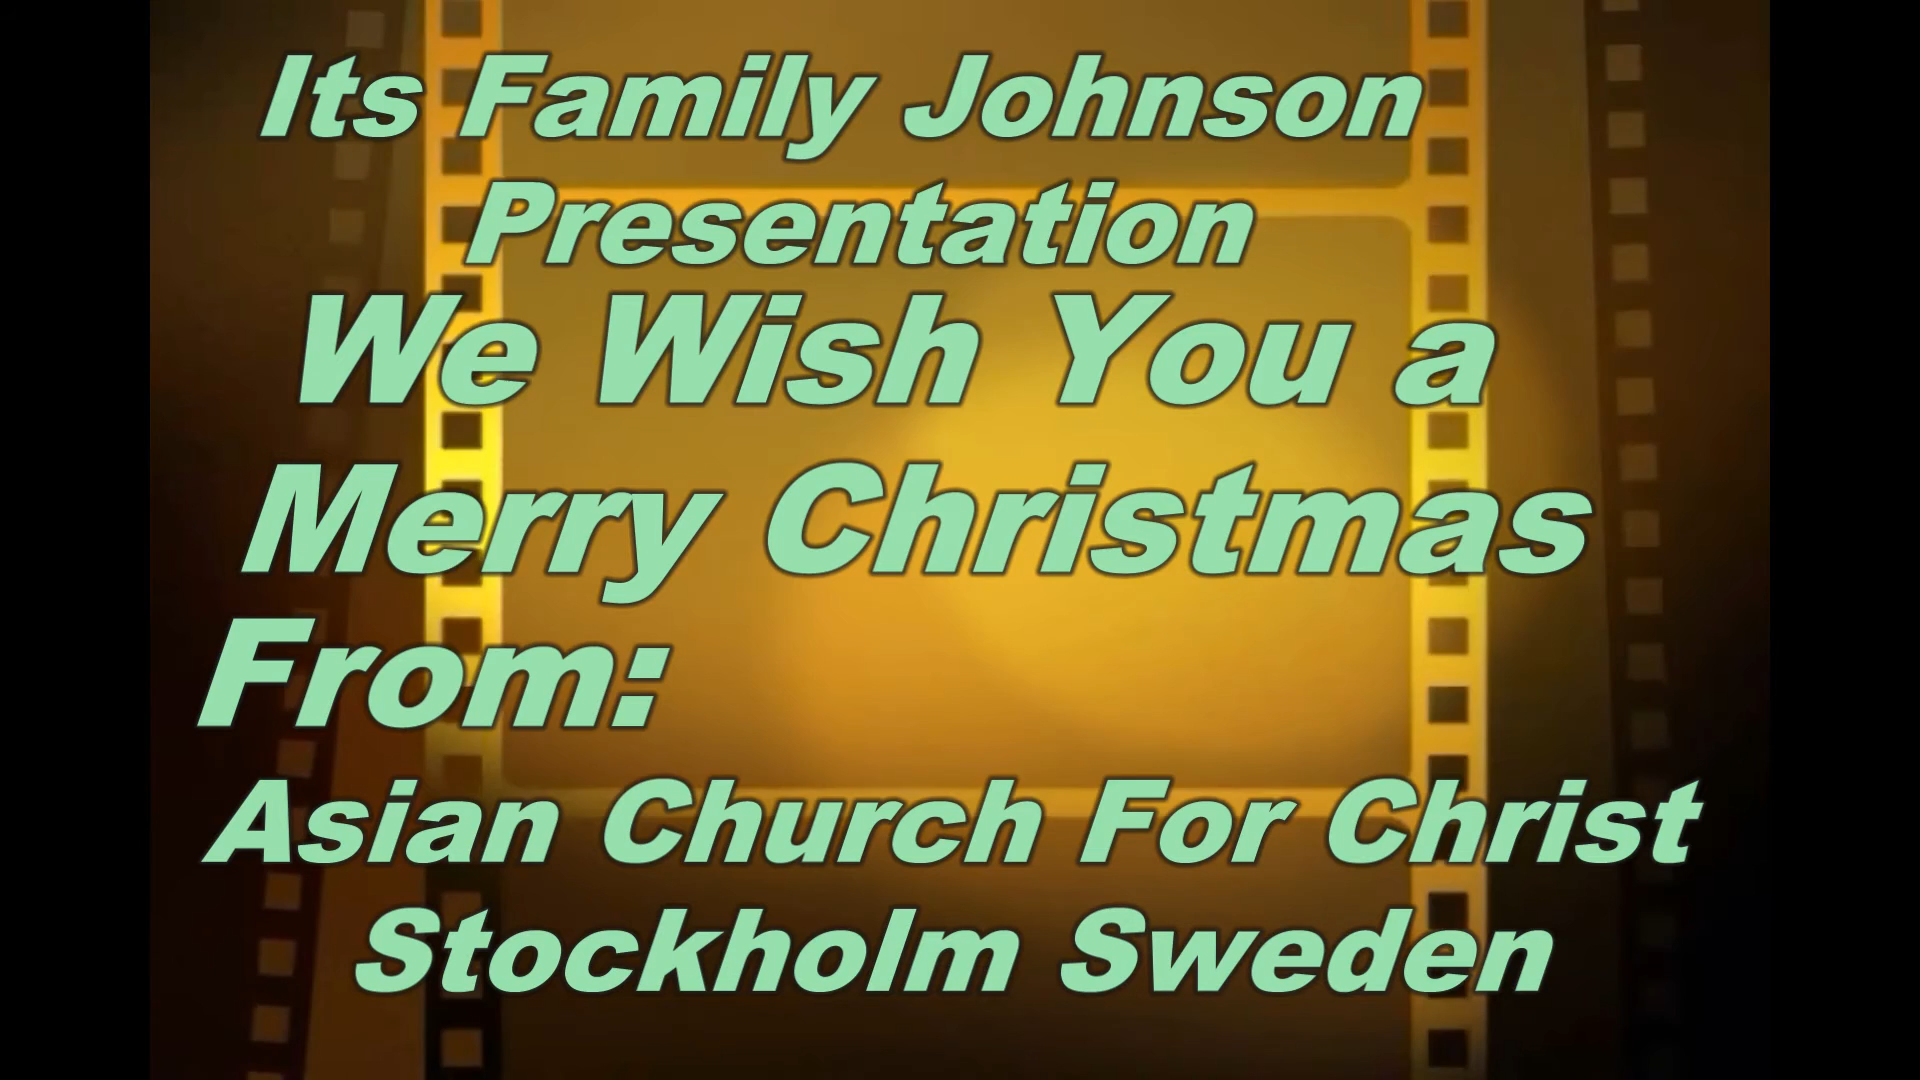 Its Family Johnson
Presentation
We Wish You a
Merry Christmas
From:
Asian Church For Christ
Stockholm Sweden